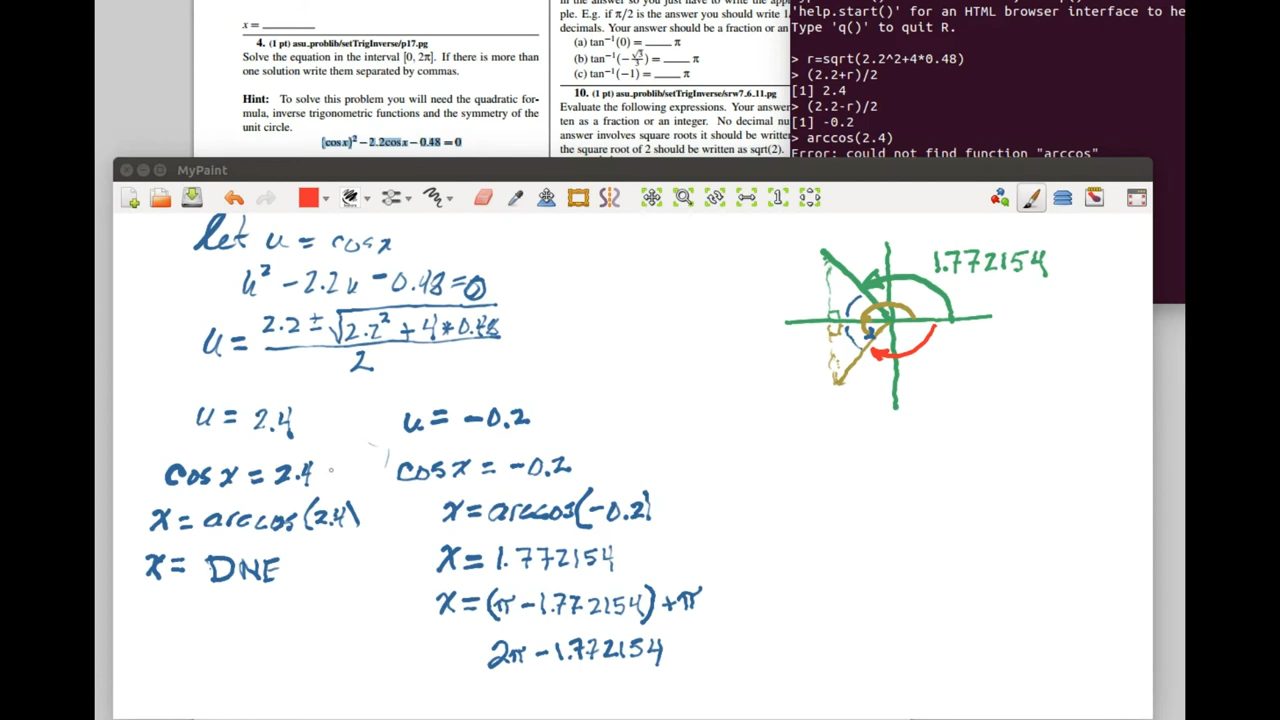 x =
4. (1 pt) asu_problib/setTrigInverse/p17.pg
Solve the equation in the interval [0, 2π]. If there is more than
one solution write them separated by commas.
Hint: To solve this problem you will need the quadratic for-
mula, inverse trigonometric functions and the symmetry of the
unit circle.
(cos x)² − 2.2cos x − 0.48 = 0
ple. E.g. if π/2 is the answer you should write 1
decimals. Your answer should be a fraction or an
(a) tan⁻¹(0) = ____ π
(b) tan⁻¹(−√3/3) = ____ π
(c) tan⁻¹(−1) = ____ π
10. (1 pt) asu_problib/setTrigInverse/srw7_6_11.pg
Evaluate the following expressions. Your answer
ten as a fraction or an integer. No decimal nu
answer involves square roots it should be writte
the square root of 2 should be written as sqrt(2).
'help.start()' for an HTML browser interface to he
Type 'q()' to quit R.
> r=sqrt(2.2^2+4*0.48)
> (2.2+r)/2
[1] 2.4
> (2.2-r)/2
[1] -0.2
> arccos(2.4)
Error: could not find function "arccos"
MyPaint
let u = cos x
u² − 2.2u − 0.48 = 0
u = 2.2 ± √2.2² + 4 * 0.48
2
u = 2.4
cos x = 2.4
x = arccos(2.4)
x = DNE
u = −0.2
cos x = −0.2
x = arccos(−0.2)
x = 1.772154
x = (π − 1.772154) + π
2π − 1.772154
1.772154